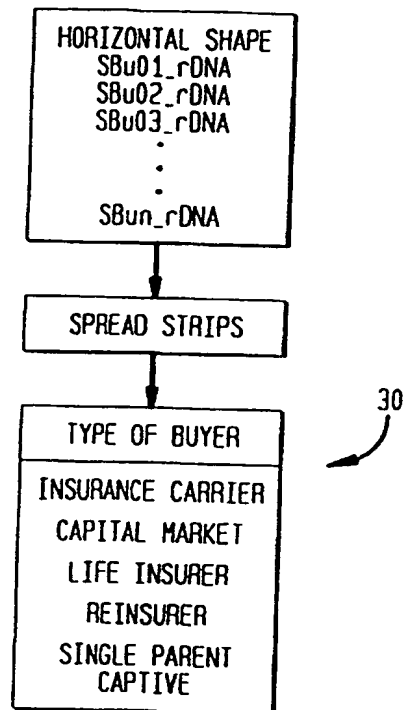 HORIZONTAL SHAPE
SBu01_rDNA
SBu02_rDNA
SBu03_rDNA
.
.
.
SBun_rDNA
SPREAD STRIPS
30
TYPE OF BUYER
INSURANCE CARRIER
CAPITAL MARKET
LIFE INSURER
REINSURER
SINGLE PARENT
CAPTIVE